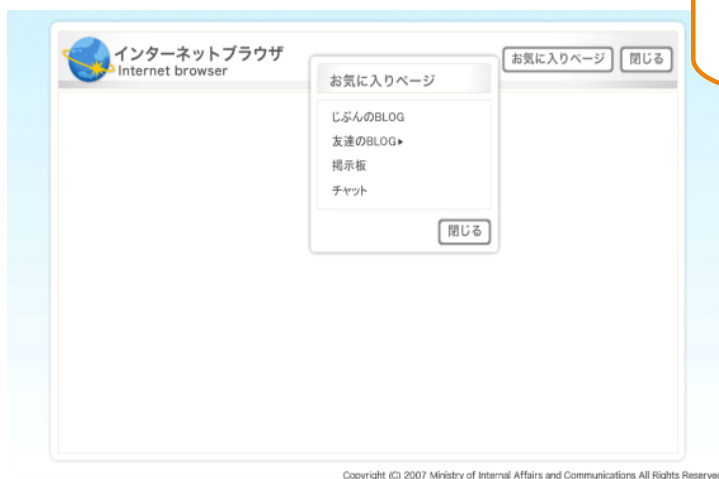 インターネットブラウザ
Internet browser
お気に入りページ
閉じる
お気に入りページ
じぶんのBLOG
友達のBLOG▸
掲示板
チャット
閉じる
Copyright (C) 2007 Ministry of Internal Affairs and Communications All Rights Reserved